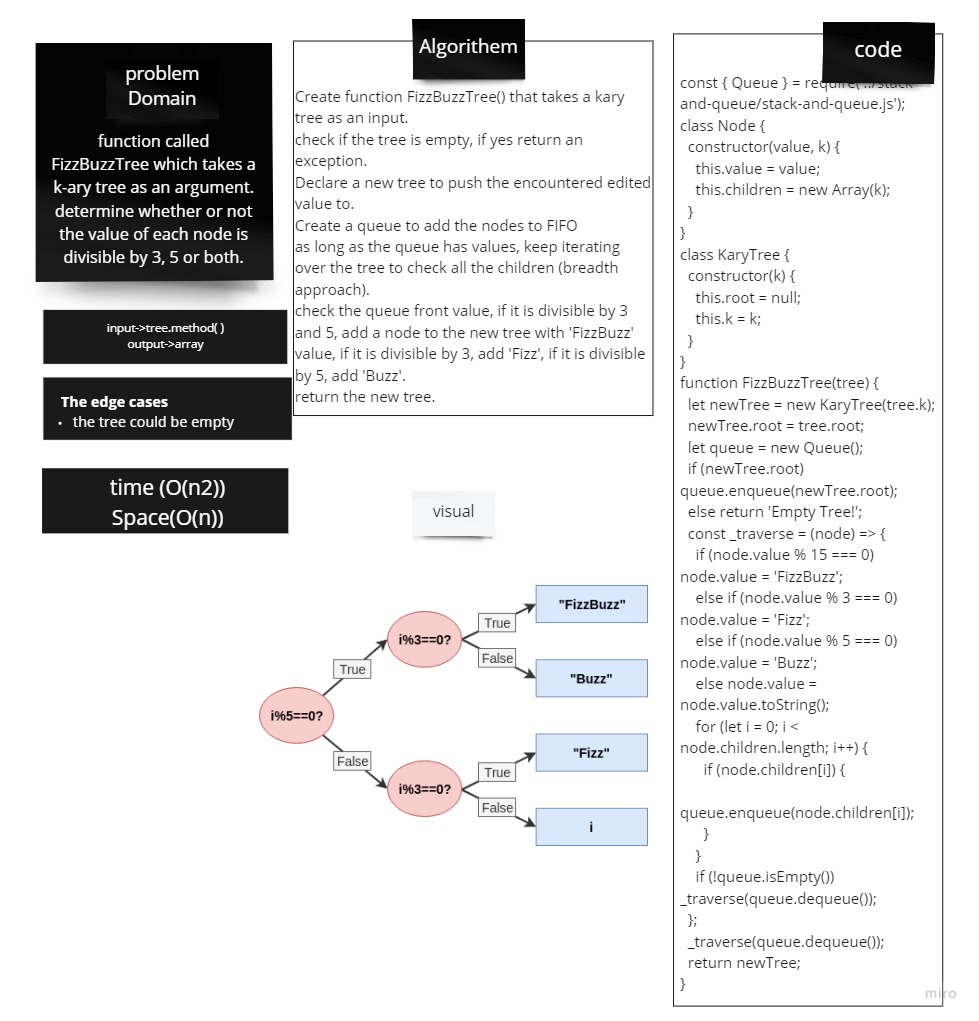 problem
Domain
function called
FizzBuzzTree which takes a
k-ary tree as an argument.
determine whether or not
the value of each node is
divisible by 3, 5 or both.
input->tree.method( )
output->array
The edge cases
• the tree could be empty
time (O(n2))
Space(O(n))
Algorithem
Create function FizzBuzzTree() that takes a kary
tree as an input.
check if the tree is empty, if yes return an
exception.
Declare a new tree to push the encountered edited
value to.
Create a queue to add the nodes to FIFO
as long as the queue has values, keep iterating
over the tree to check all the children (breadth
approach).
check the queue front value, if it is divisible by 3
and 5, add a node to the new tree with 'FizzBuzz'
value, if it is divisible by 3, add 'Fizz', if it is divisible
by 5, add 'Buzz'.
return the new tree.
visual
i%5==0?
True
False
i%3==0?
True
False
"FizzBuzz"
"Buzz"
i%3==0?
True
False
"Fizz"
i
code
const { Queue } = require('../stack-
and-queue/stack-and-queue.js');
class Node {
constructor(value, k) {
this.value = value;
this.children = new Array(k);
}
}
class KaryTree {
constructor(k) {
this.root = null;
this.k = k;
}
}
function FizzBuzzTree(tree) {
let newTree = new KaryTree(tree.k);
newTree.root = tree.root;
let queue = new Queue();
if (newTree.root)
queue.enqueue(newTree.root);
else return 'Empty Tree!';
const _traverse = (node) => {
if (node.value % 15 === 0)
node.value = 'FizzBuzz';
else if (node.value % 3 === 0)
node.value = 'Fizz';
else if (node.value % 5 === 0)
node.value = 'Buzz';
else node.value =
node.value.toString();
for (let i = 0; i <
node.children.length; i++) {
if (node.children[i]) {
queue.enqueue(node.children[i]);
}
}
if (!queue.isEmpty())
_traverse(queue.dequeue());
};
_traverse(queue.dequeue());
return newTree;
}
miro